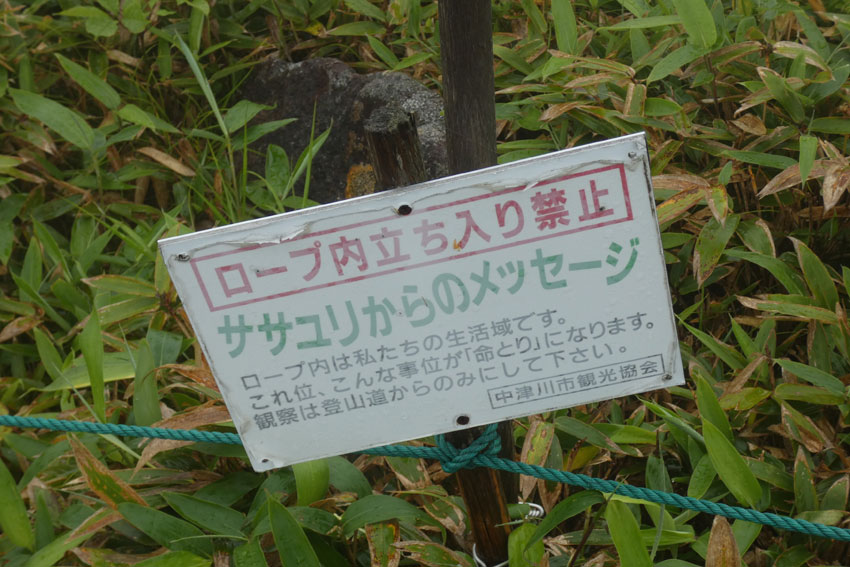 ロープ内立ち入り禁止
ササユリからのメッセージ
ロープ内は私たちの生活域です。
これ位、こんな事位が「命とり」になります。
観察は登山道からのみにして下さい。
中津川市観光協会